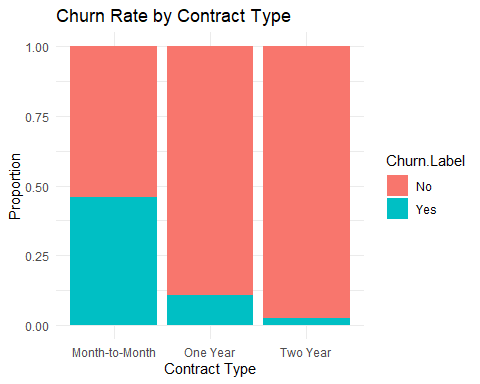 Churn Rate by Contract Type
1.00
0.75
0.50
0.25
0.00
Proportion
Month-to-Month
One Year
Two Year
Contract Type
Churn.Label
No
Yes